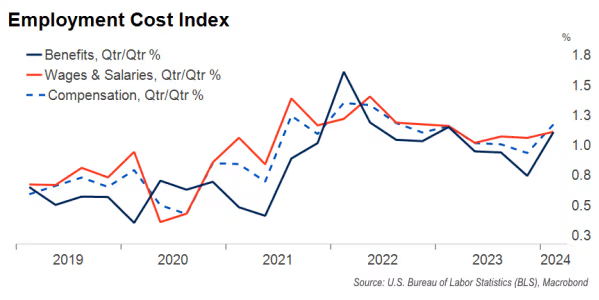 Employment Cost Index
%
Benefits, Qtr/Qtr %
Wages & Salaries, Qtr/Qtr %
Compensation, Qtr/Qtr %
1.8
1.5
1.3
1.0
0.8
0.5
0.3
2019 2020 2021 2022 2023 2024
Source: U.S. Bureau of Labor Statistics (BLS), Macrobond